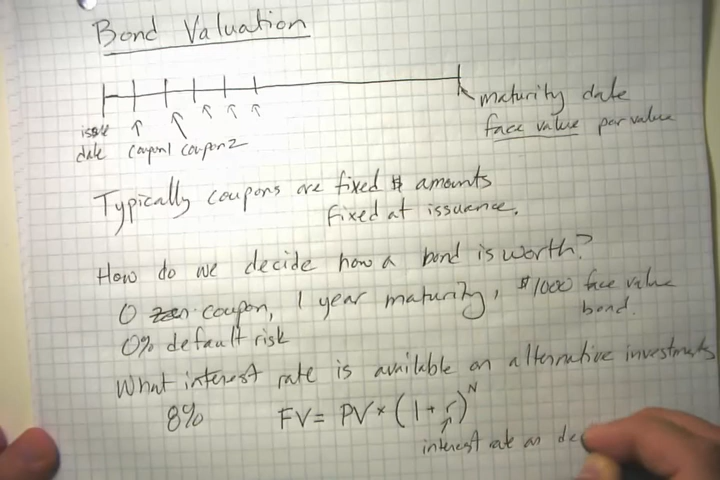 Bond Valuation
issue
date coupon1 coupon2
maturity date
face value par value
Typically coupons are fixed $ amounts
fixed at issuance.
How do we decide how a bond is worth?
0 coupon, 1 year maturity, $1000 face value
bond.
0% default risk
What interest rate is available on alternative investments
8% FV = PV * (1 + r)^N
interest rate on de